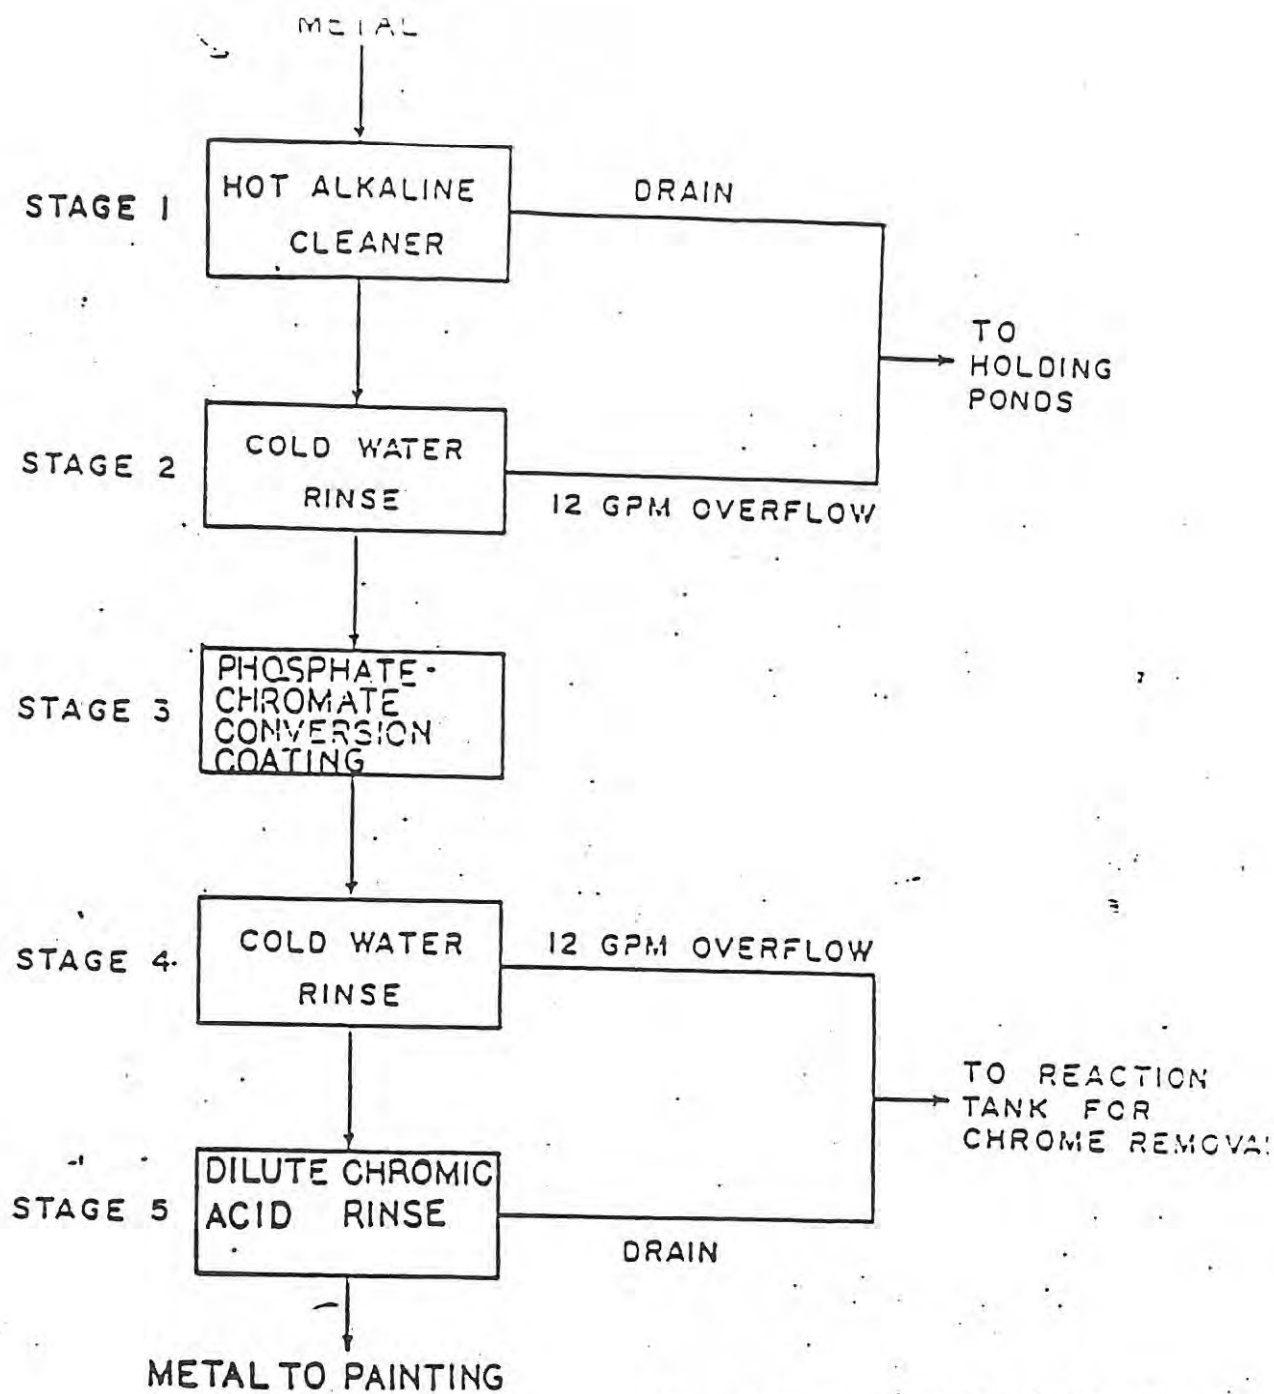 METAL
STAGE 1
HOT ALKALINE
CLEANER
DRAIN
TO
HOLDING
PONDS
STAGE 2
COLD WATER
RINSE
12 GPM OVERFLOW
STAGE 3
PHOSPHATE-
CHROMATE
CONVERSION
COATING
STAGE 4
COLD WATER
RINSE
12 GPM OVERFLOW
TO REACTION
TANK FOR
CHROME REMOVAL
STAGE 5
DILUTE CHROMIC
ACID RINSE
DRAIN
METAL TO PAINTING